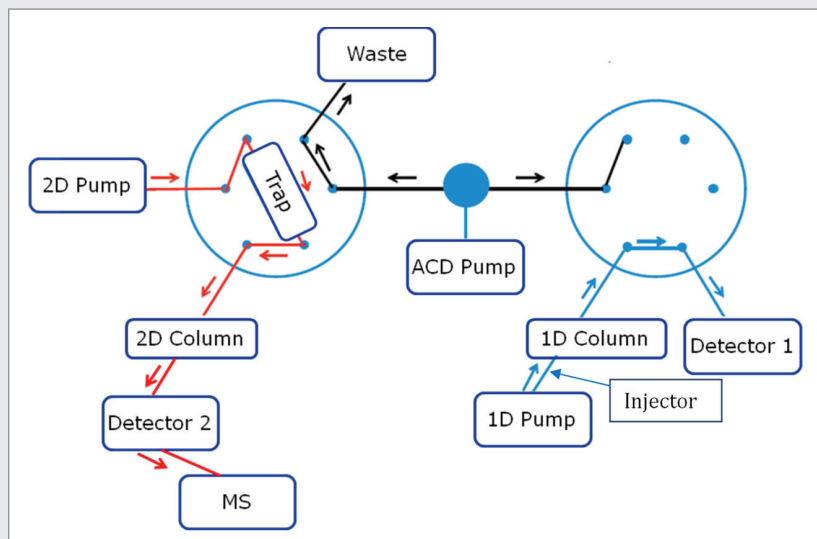 Waste
2D Pump
Trap
ACD Pump
2D Column
1D Column
Detector 1
Detector 2
1D Pump
Injector
MS